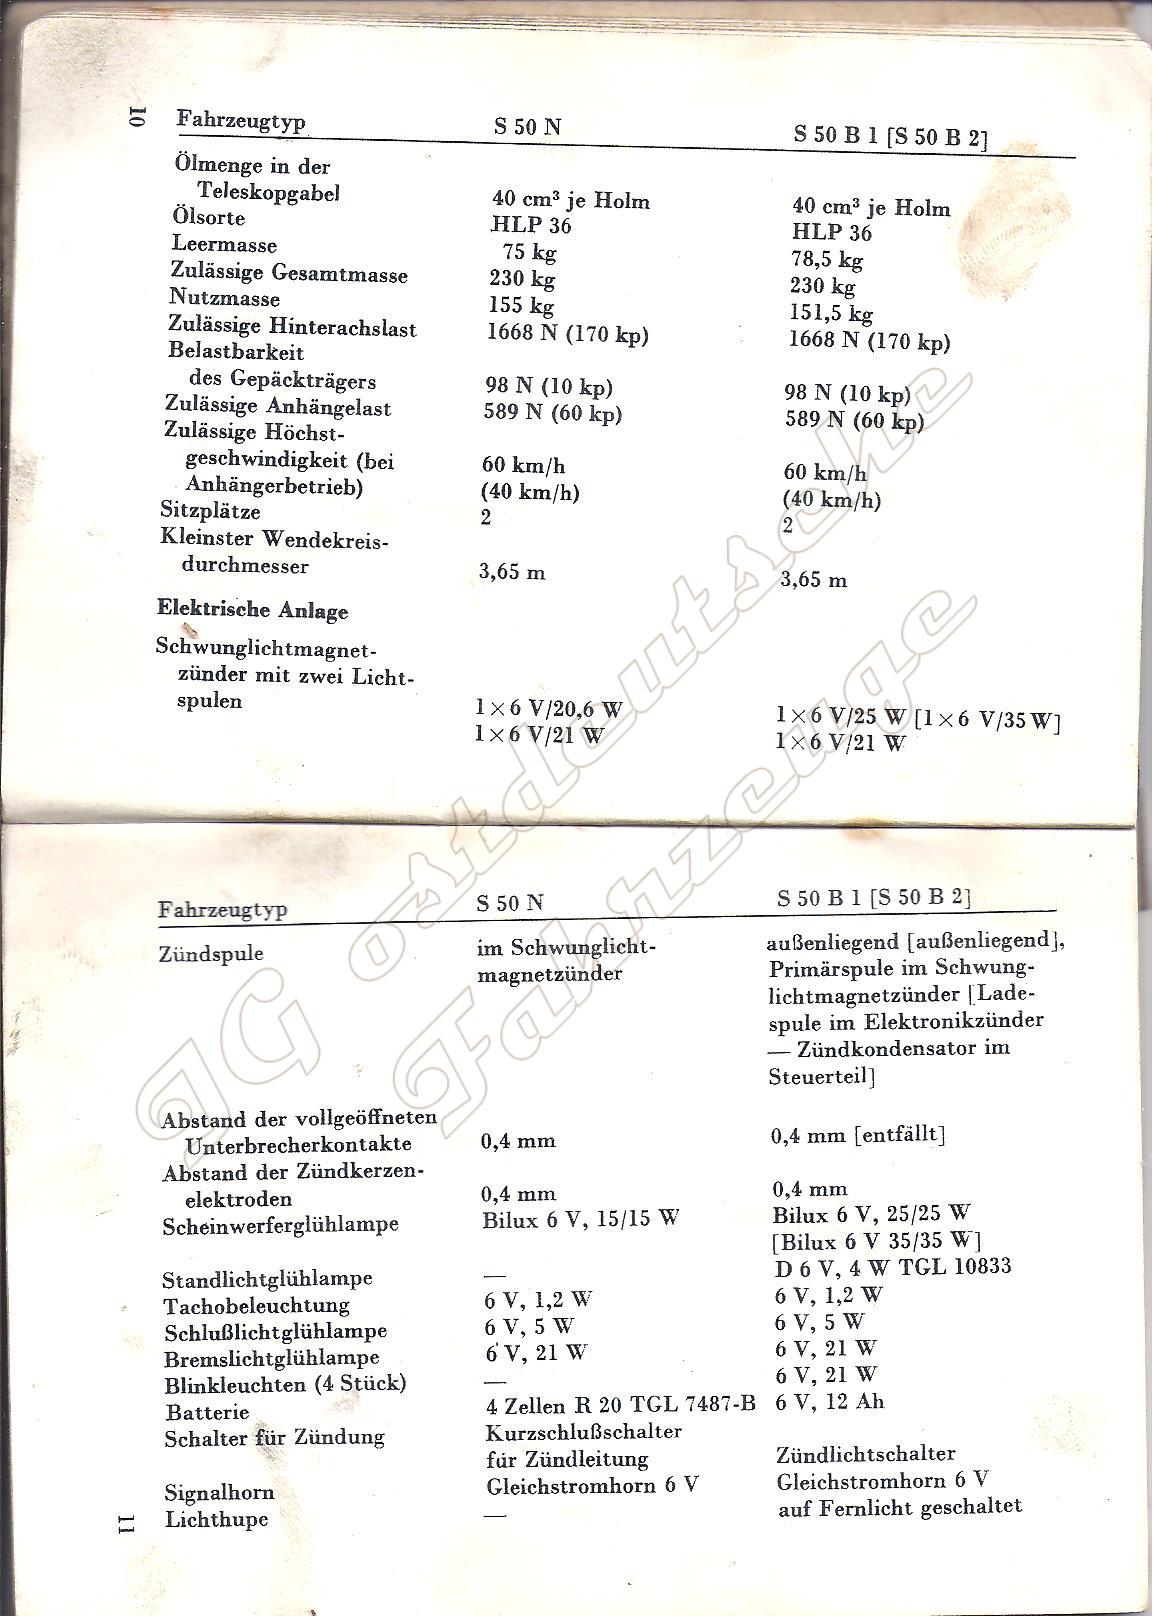 10
Fahrzeugtyp S 50 N S 50 B 1 [S 50 B 2]
Ölmenge in der
Teleskopgabel 40 cm³ je Holm 40 cm³ je Holm
Ölsorte HLP 36 HLP 36
Leermasse 75 kg 78,5 kg
Zulässige Gesamtmasse 230 kg 230 kg
Nutzmasse 155 kg 151,5 kg
Zulässige Hinterachslast 1668 N (170 kp) 1668 N (170 kp)
Belastbarkeit
des Gepäckträgers 98 N (10 kp) 98 N (10 kp)
Zulässige Anhängelast 589 N (60 kp) 589 N (60 kp)
Zulässige Höchst-
geschwindigkeit (bei 60 km/h 60 km/h
Anhängerbetrieb) (40 km/h) (40 km/h)
Sitzplätze 2 2
Kleinster Wendekreis-
durchmesser 3,65 m 3,65 m
Elektrische Anlage
Schwunglichtmagnet-
zünder mit zwei Licht-
spulen 1×6 V/20,6 W 1×6 V/25 W [1×6 V/35 W]
1×6 V/21 W 1×6 V/21 W
Fahrzeugtyp S 50 N S 50 B 1 [S 50 B 2]
Zündspule im Schwunglicht- außenliegend [außenliegend],
magnetzünder Primärspule im Schwung-
lichtmagnetzünder [Lade-
spule im Elektronikzünder
— Zündkondensator im
Steuerteil]
Abstand der vollgeöffneten
Unterbrecherkontakte 0,4 mm 0,4 mm [entfällt]
Abstand der Zündkerzen-
elektroden 0,4 mm 0,4 mm
Scheinwerferglühlampe Bilux 6 V, 15/15 W Bilux 6 V, 25/25 W
[Bilux 6 V 35/35 W]
Standlichtglühlampe — D 6 V, 4 W TGL 10833
Tachobeleuchtung 6 V, 1,2 W 6 V, 1,2 W
Schlußlichtglühlampe 6 V, 5 W 6 V, 5 W
Bremslichtglühlampe 6 V, 21 W 6 V, 21 W
Blinkleuchten (4 Stück) — 6 V, 21 W
Batterie 4 Zellen R 20 TGL 7487-B 6 V, 12 Ah
Schalter für Zündung Kurzschlußschalter
für Zündleitung Zündlichtschalter
Signalhorn Gleichstromhorn 6 V Gleichstromhorn 6 V
Lichthupe — auf Fernlicht geschaltet
11
IG ostdeutsche
Fahrzeuge